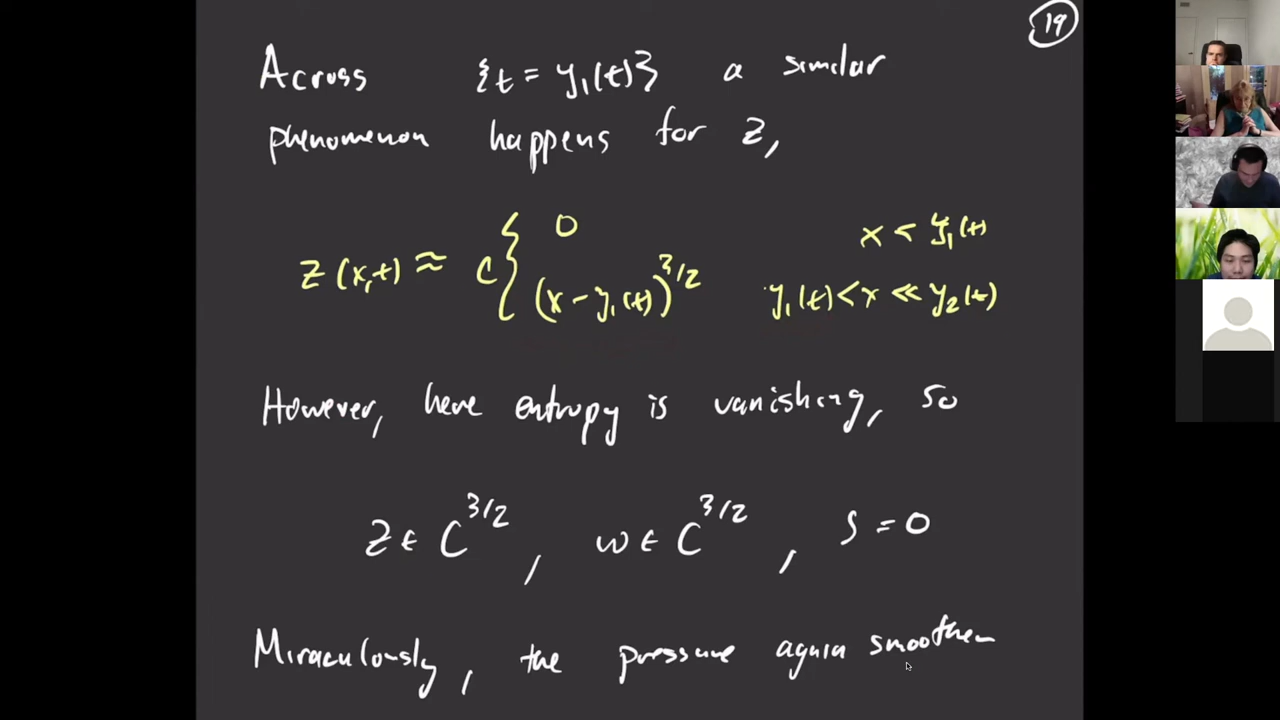 19
Across {t = y₁(t)} a similar
phenomenon happens for z,
z(x,t) ≈ c { 0 x < y₁(t)
(x - y₁(t))^3/2 y₁(t) < x ≪ y₂(t)
However, here entropy is vanishing, so
z ∈ C^3/2, w ∈ C^3/2, S = 0
Miraculously, the pressure again smoother